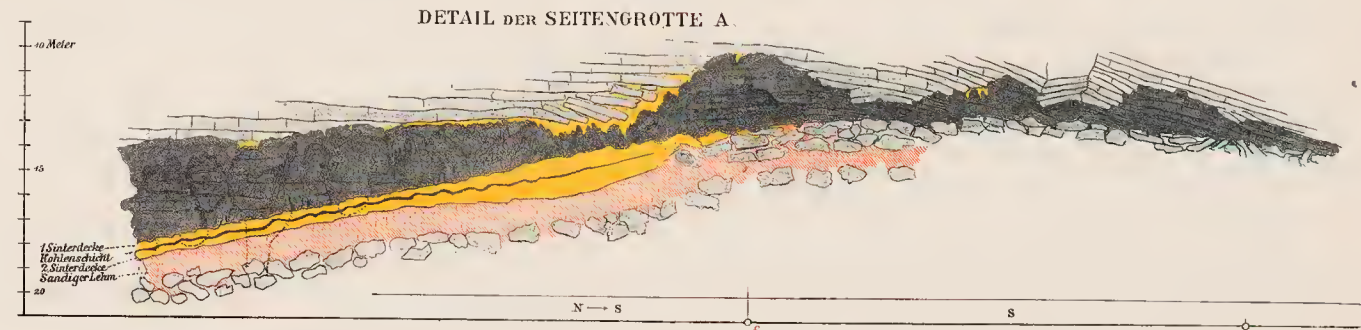 DETAIL DER SEITENGROTTE A.
10 Meter
15
1 Sinterdecke
Kohlenschicht
2. Sinterdecke
Sandiger Lehm
20
N → S
S
c